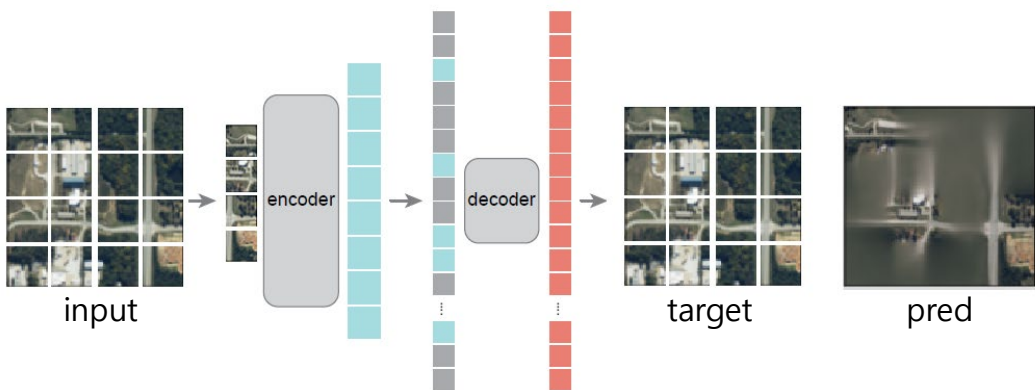 encoder
decoder
input
target
pred